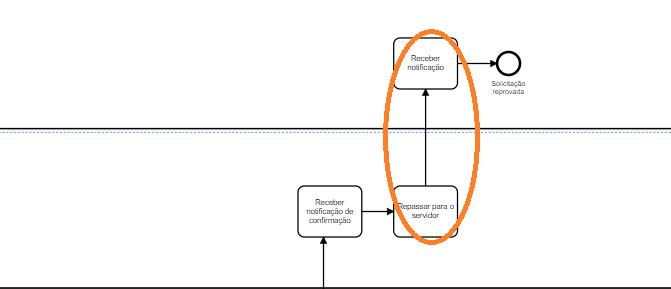 Receber
notificação
Solicitação
reprovada
Receber
notificação de
confirmação
Repassar para o
servidor